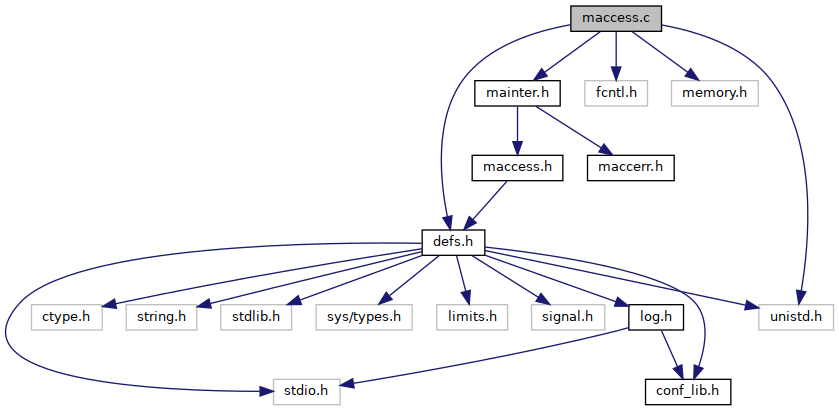 maccess.c
mainter.h
fcntl.h
memory.h
maccess.h
maccerr.h
defs.h
ctype.h
string.h
stdlib.h
sys/types.h
limits.h
signal.h
log.h
unistd.h
stdio.h
conf_lib.h